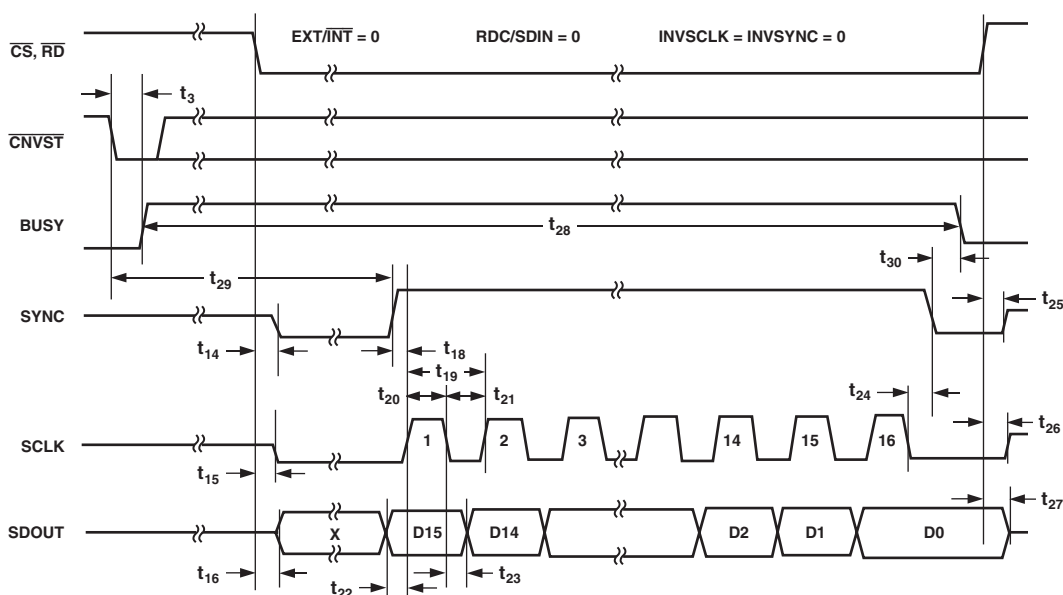 EXT/INT = 0 RDC/SDIN = 0 INVSCLK = INVSYNC = 0
CS, RD
t3
CNVST
BUSY
t28
t30
t29
t25
SYNC
t14
t18
t19
t20
t21
t24
t26
SCLK
1 2 3 14 15 16
t15
t27
SDOUT
X D15 D14 D2 D1 D0
t16
t22
t23